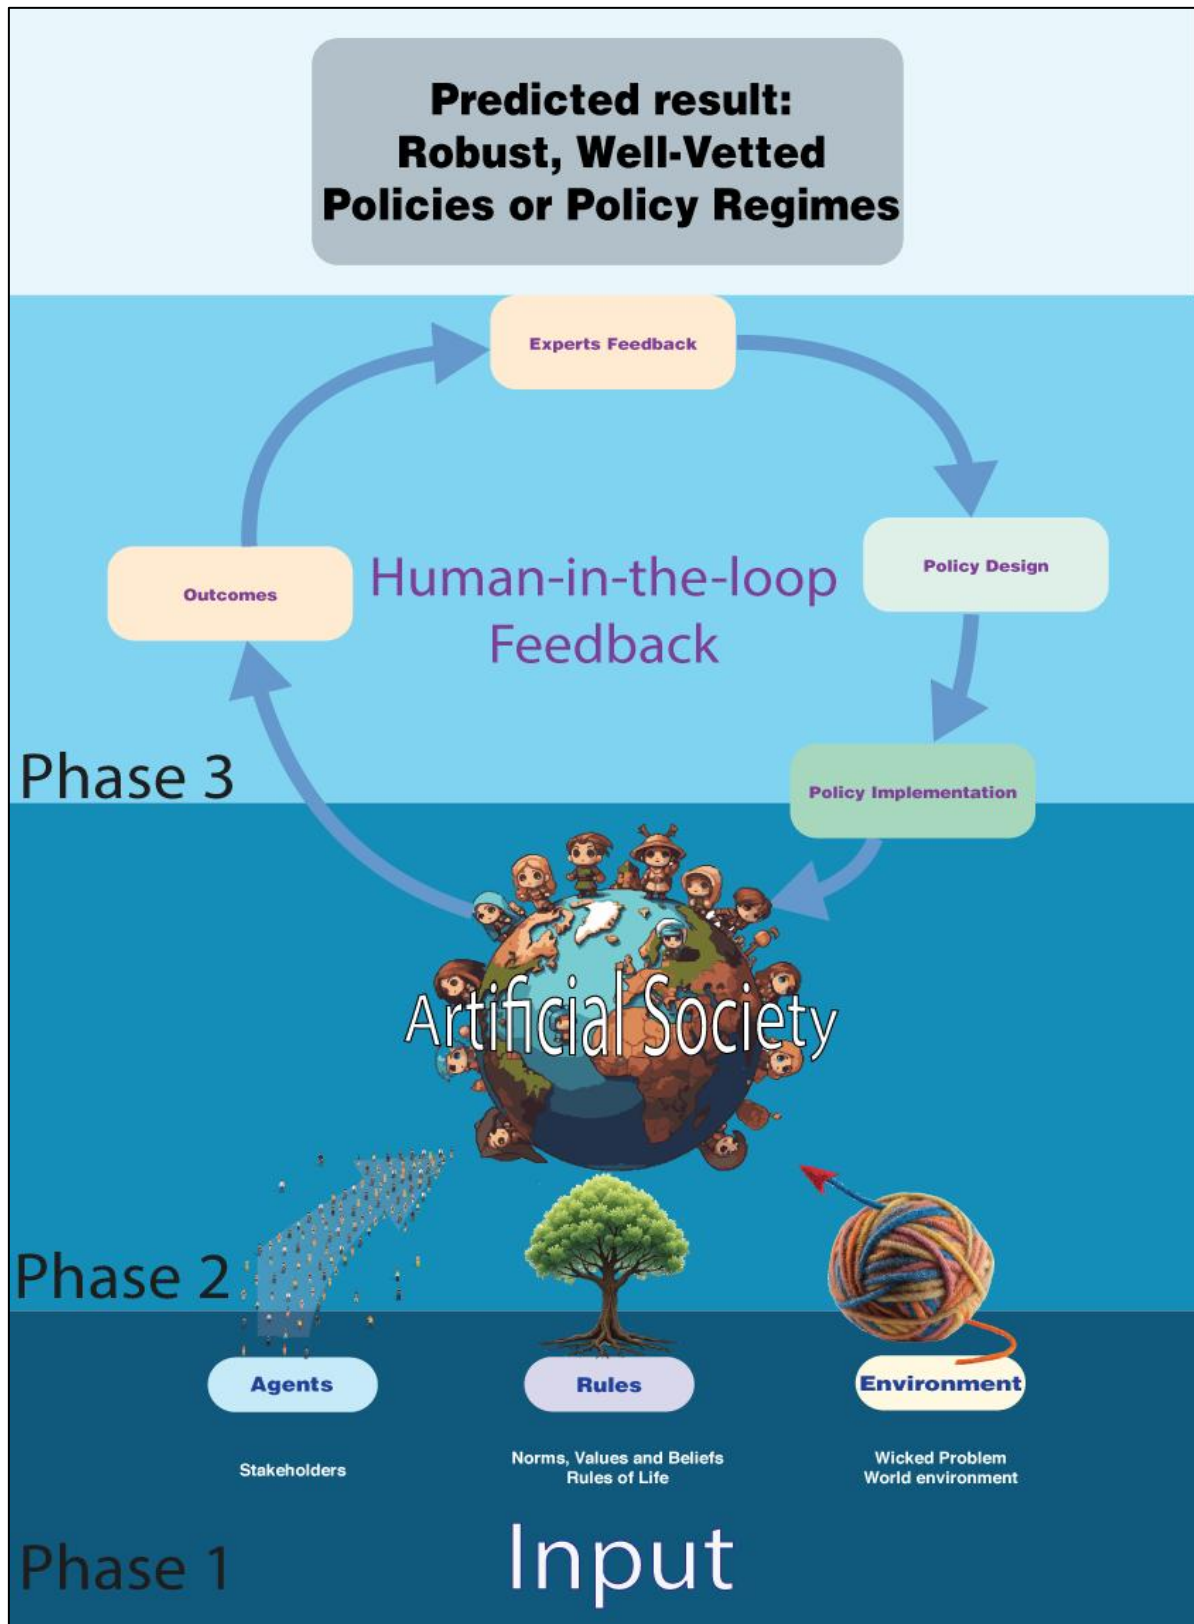 Predicted result:
Robust, Well-Vetted
Policies or Policy Regimes
Experts Feedback
Policy Design
Outcomes
Human-in-the-loop
Feedback
Phase 3
Policy Implementation
Artificial Society
Phase 2
Agents
Rules
Environment
Stakeholders
Norms, Values and Beliefs
Rules of Life
Wicked Problem
World environment
Phase 1
Input